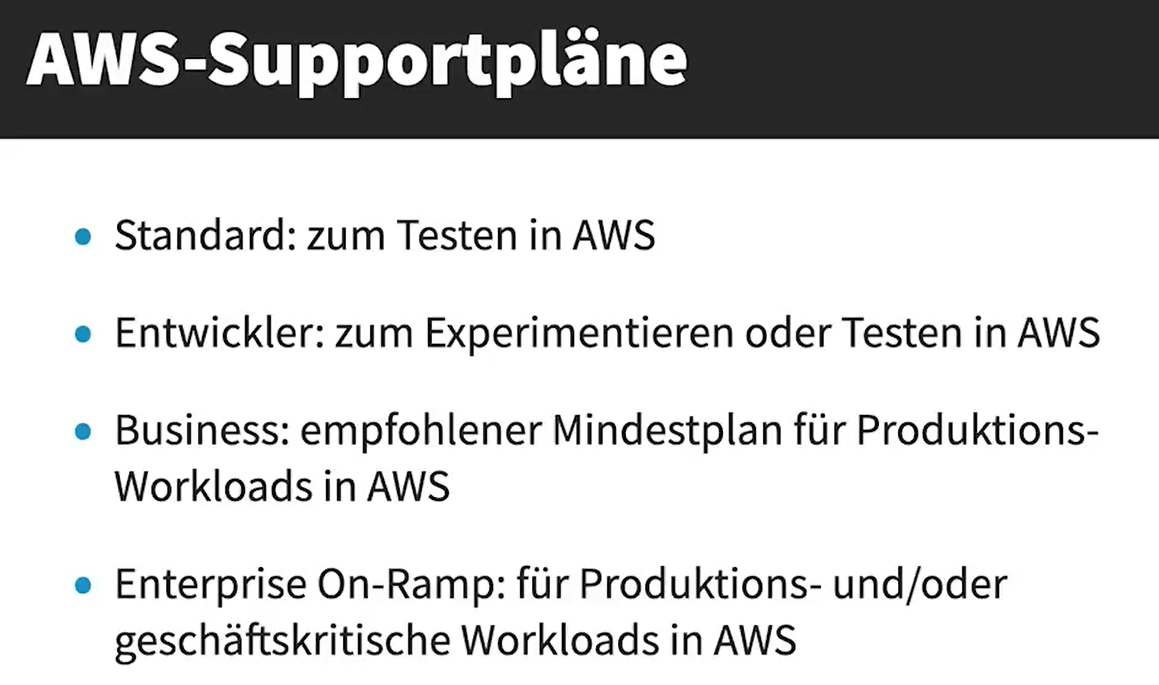 AWS-Supportpläne
• Standard: zum Testen in AWS
• Entwickler: zum Experimentieren oder Testen in AWS
• Business: empfohlener Mindestplan für Produktions-
Workloads in AWS
• Enterprise On-Ramp: für Produktions- und/oder
geschäftskritische Workloads in AWS